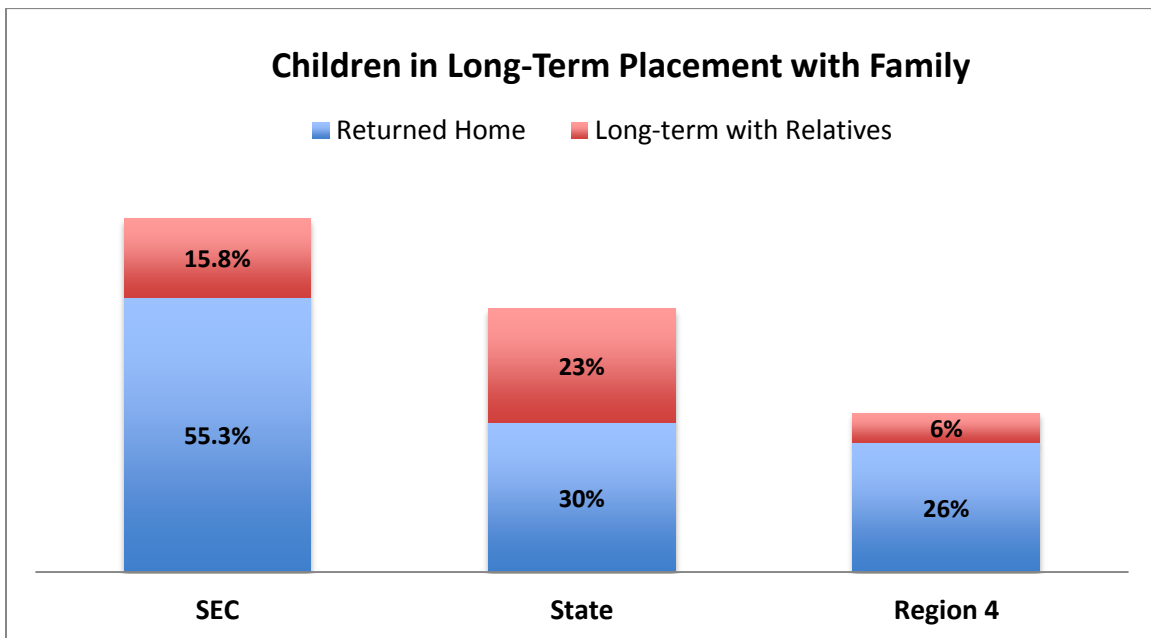 Children in Long-Term Placement with Family
Returned Home Long-term with Relatives
15.8%
23%
55.3%
6%
30%
26%
SEC State Region 4